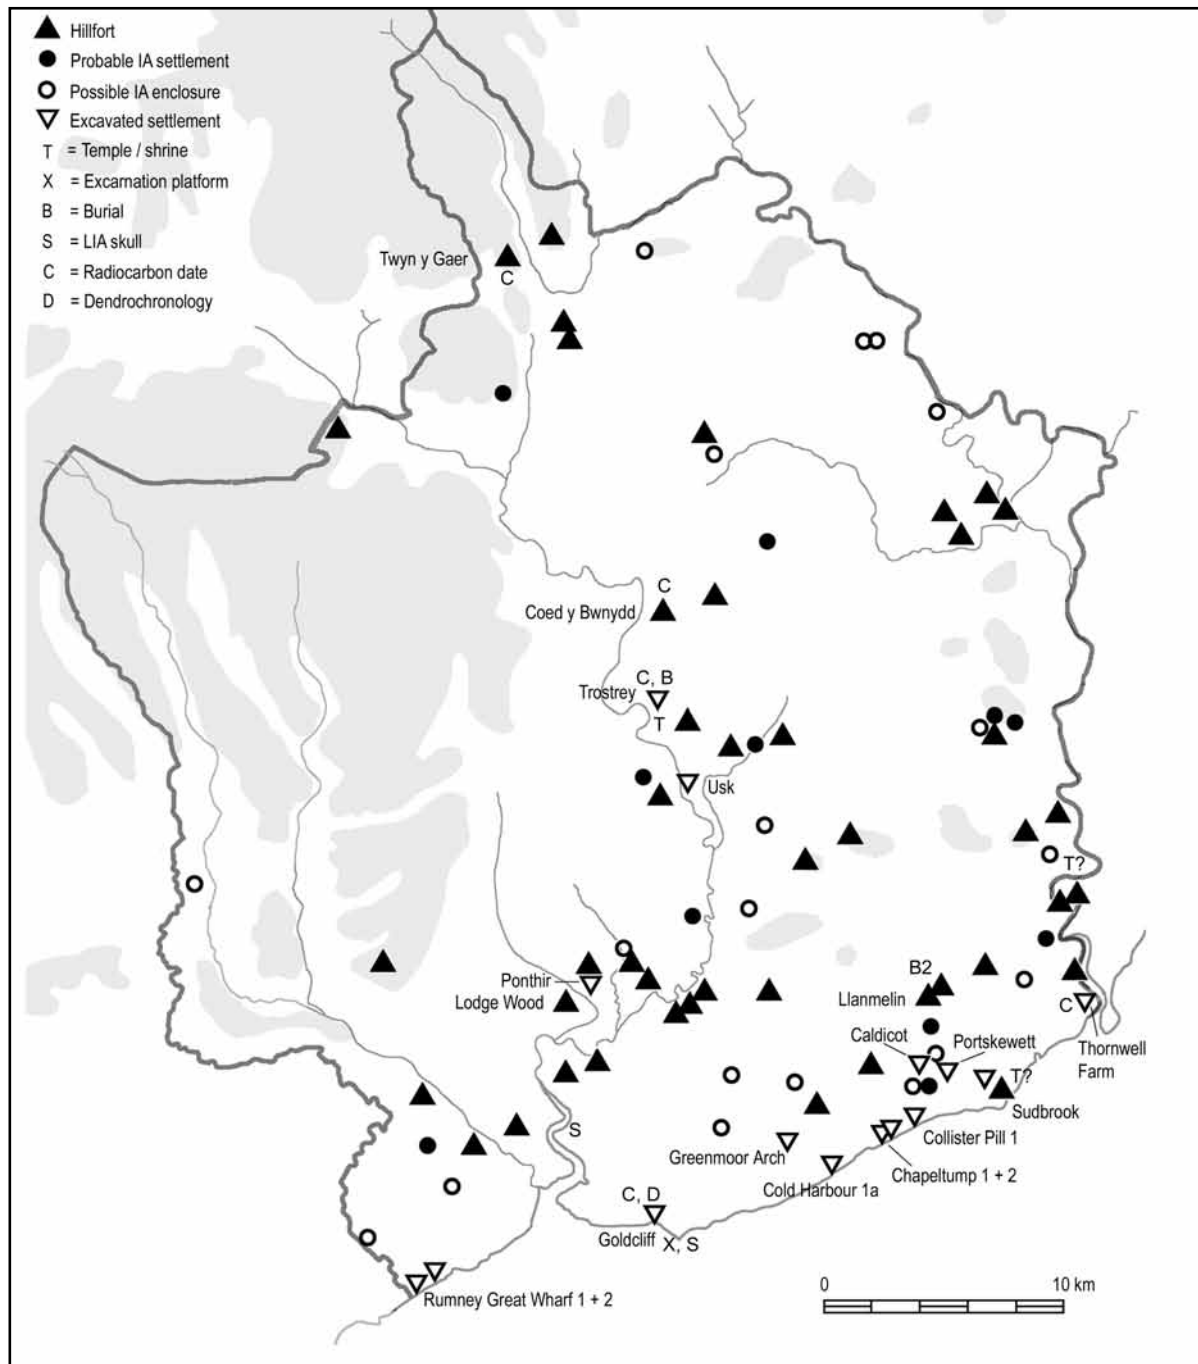 Hillfort
Probable IA settlement
Possible IA enclosure
Excavated settlement
T = Temple / shrine
X = Excarnation platform
B = Burial
S = LIA skull
C = Radiocarbon date
D = Dendrochronology
Twyn y Gaer
C
C
Coed y Bwnydd
C, B
Trostrey
T
Usk
T?
Ponthir
Lodge Wood
B2
Llanmelin
C
Caldicot
Portskewett
Thornwell
Farm
T?
Sudbrook
S
Collister Pill 1
Greenmoor Arch
Chapeltump 1 + 2
Cold Harbour 1a
C, D
Goldcliff
X, S
Rumney Great Wharf 1 + 2
0
10 km